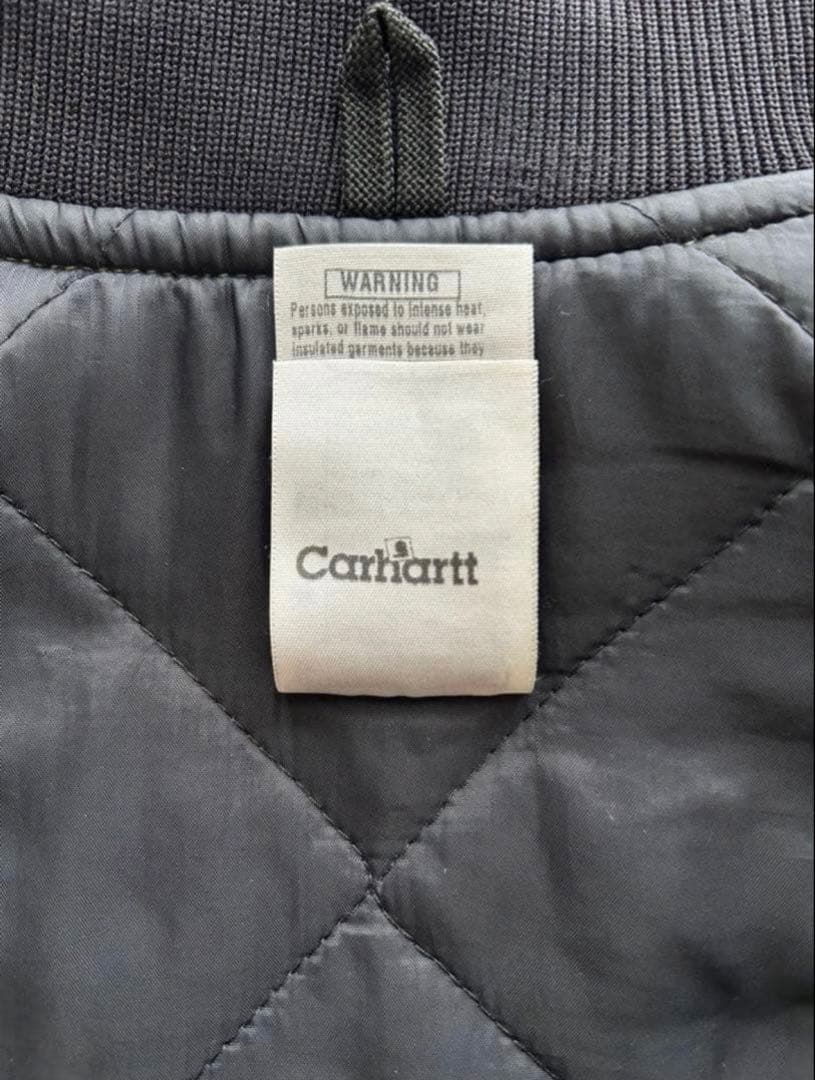 WARNING
Persons exposed to intense heat,
sparks, or flame should not wear
insulated garments because they
Carhartt